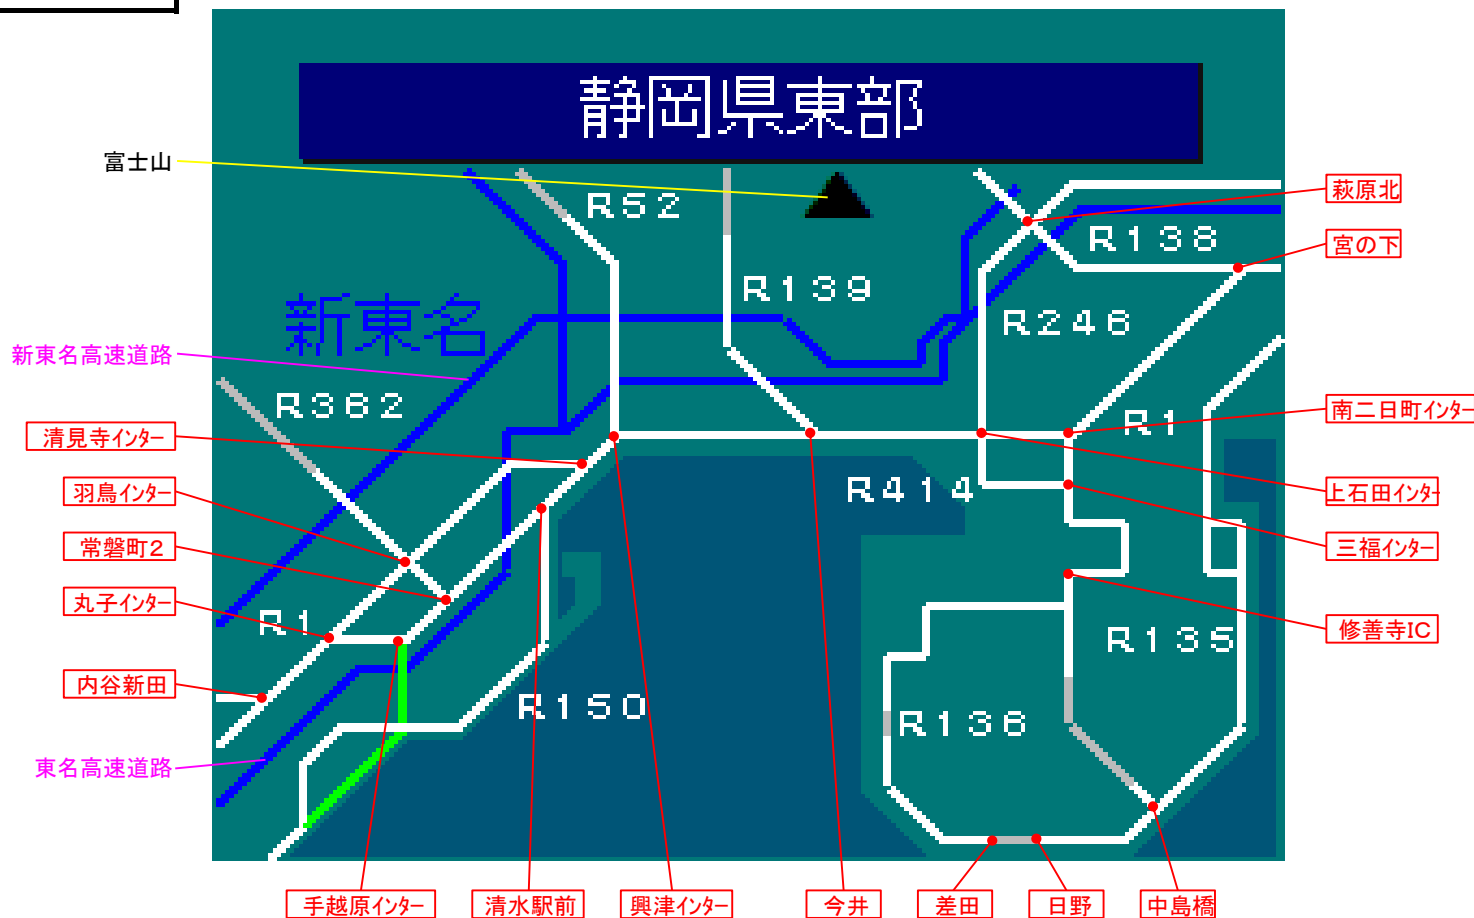 静岡県東部
富士山
R52
萩原北
R138
宮の下
R139
新東名
R246
新東名高速道路
R362
南二日町インター
R1
清見寺インター
羽鳥インター
R414
上石田インター
常磐町2
三福インター
丸子インター
R1
修善寺IC
R135
内谷新田
R150
R136
東名高速道路
手越原インター
清水駅前
興津インター
今井
差田
日野
中島橋